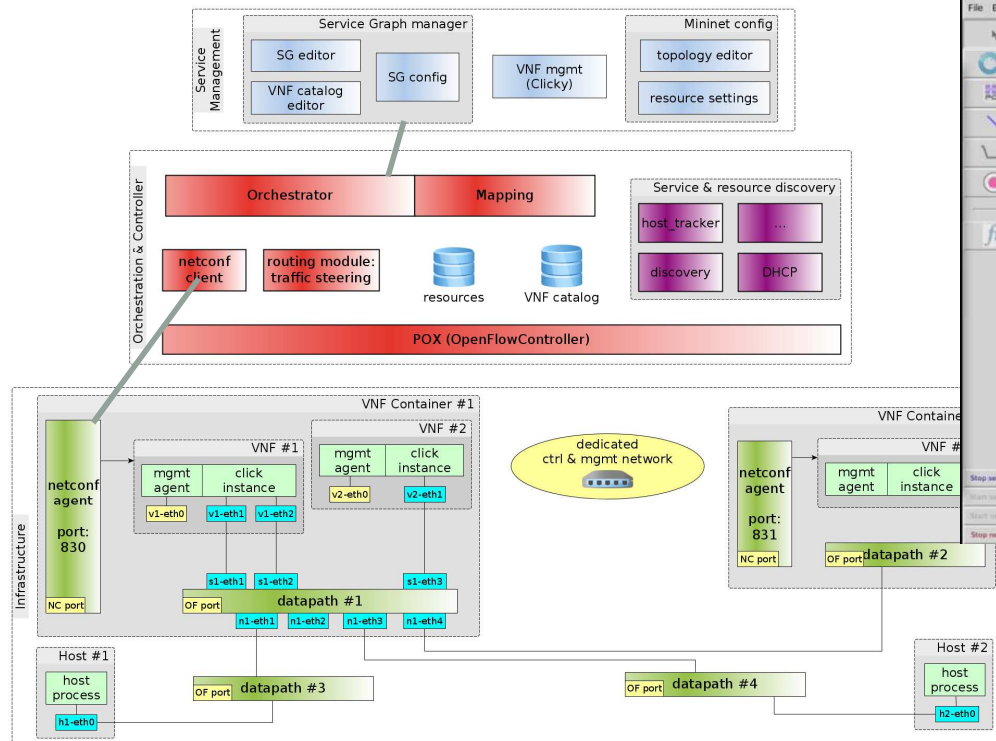 Service Management
Service Graph manager
SG editor
VNF catalog
editor
SG config
VNF mgmt
(Clicky)
Mininet config
topology editor
resource settings
Orchestration & Controller
Orchestrator
Mapping
netconf
client
routing module:
traffic steering
resources
VNF catalog
Service & resource discovery
host_tracker
...
discovery
DHCP
POX (OpenFlowController)
Infrastructure
VNF Container #1
netconf
agent
port:
830
NC port
VNF #1
mgmt
agent
click
instance
v1-eth0
v1-eth1
v1-eth2
VNF #2
mgmt
agent
click
instance
v2-eth0
v2-eth1
s1-eth1
s1-eth2
s1-eth3
OF port
datapath #1
n1-eth1
n1-eth2
n1-eth3
n1-eth4
dedicated
ctrl & mgmt network
VNF Containe
netconf
agent
port:
831
NC port
VNF #
mgmt
agent
click
instance
OF port
datapath #2
Host #1
host
process
h1-eth0
OF port
datapath #3
OF port
datapath #4
Host #2
host
process
h2-eth0
File
Stop se